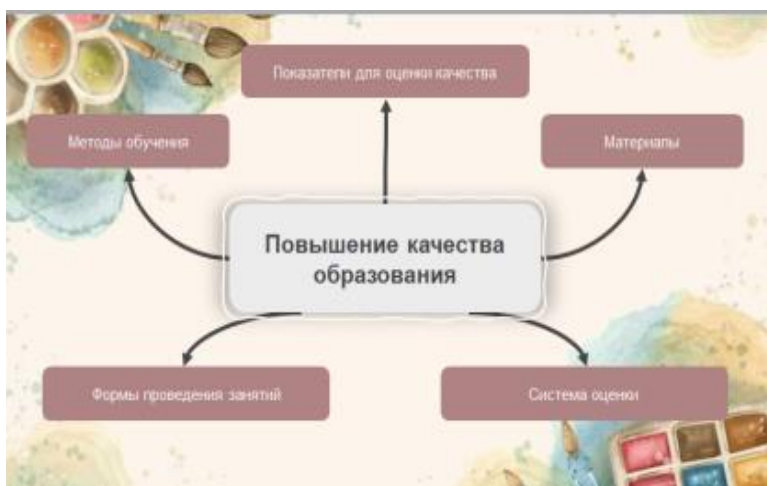 Показатели для оценки качества
Методы обучения
Материалы
Повышение качества
образования
Формы проведения занятий
Система оценки